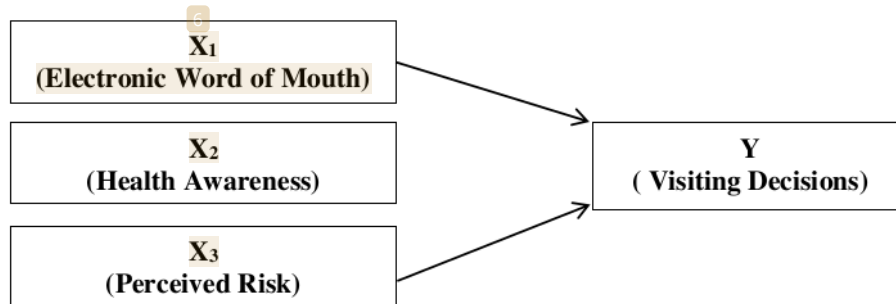 6
X₁
(Electronic Word of Mouth)
X₂
(Health Awareness)
X₃
(Perceived Risk)
Y
( Visiting Decisions)